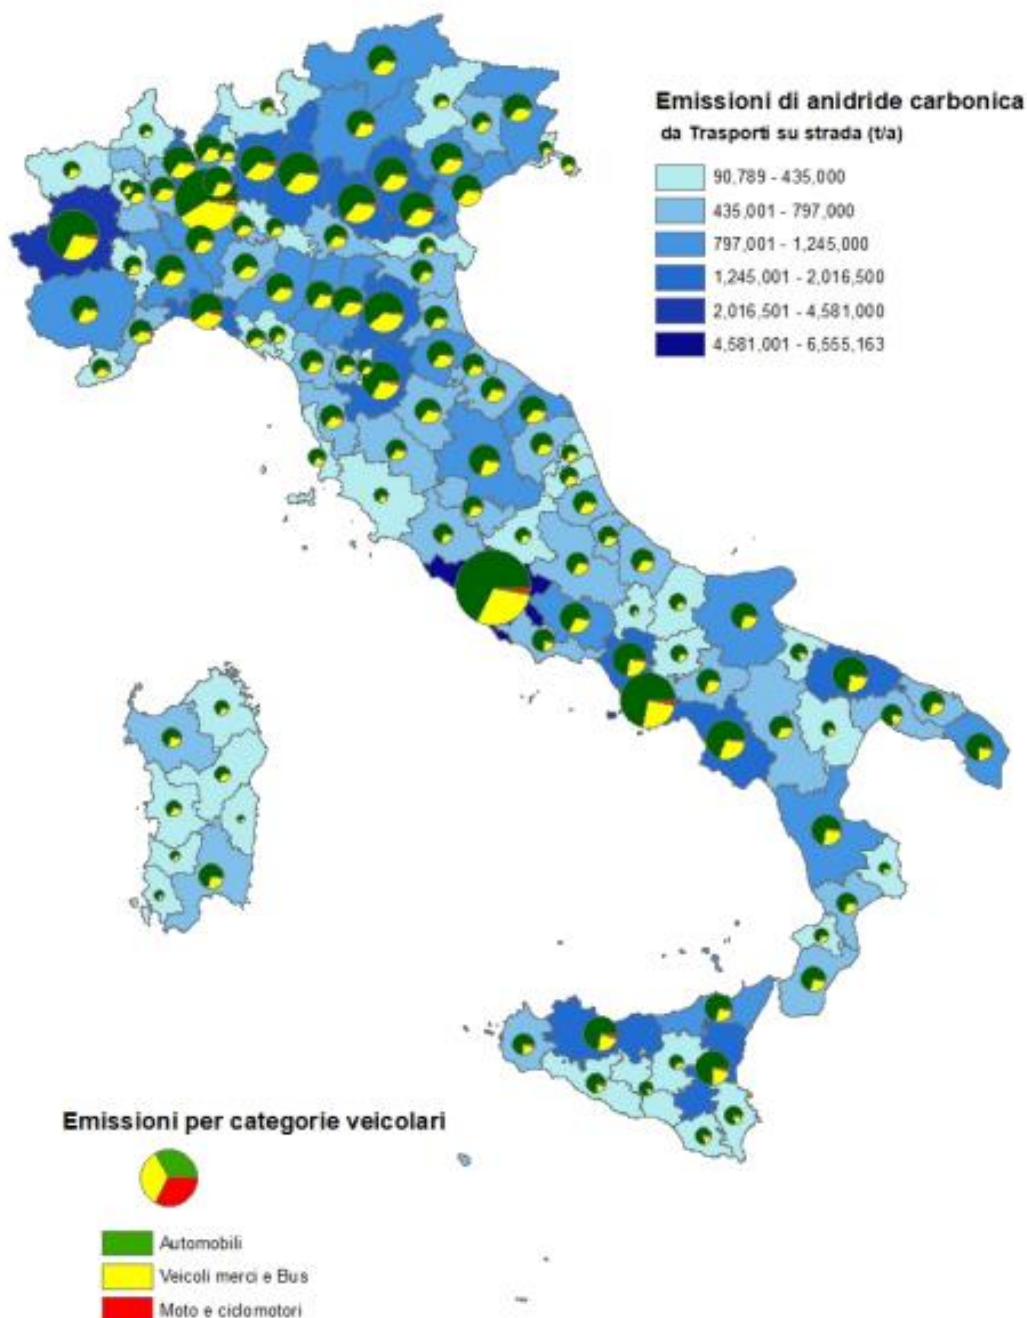 Emissioni di anidride carbonica
da Trasporti su strada (t/a)
90,789 - 435,000
435,001 - 797,000
797,001 - 1,245,000
1,245,001 - 2,016,500
2,016,501 - 4,581,000
4,581,001 - 6,555,163
Emissioni per categorie veicolari
Automobili
Veicoli merci e Bus
Moto e ciclomotori